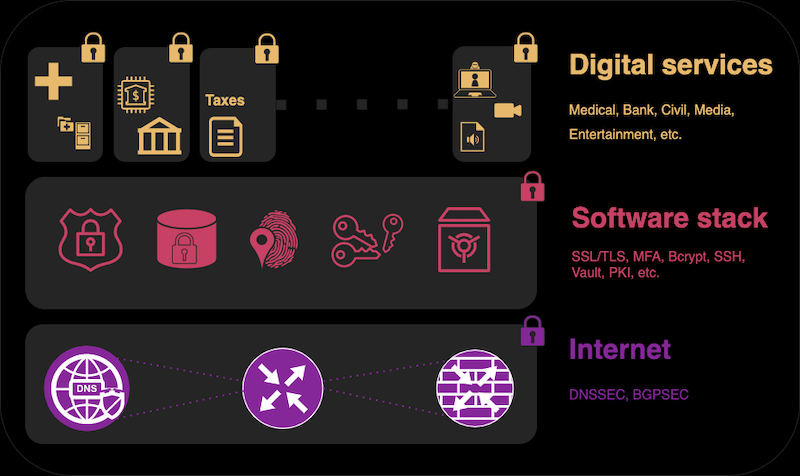 Taxes
$
Digital services
Medical, Bank, Civil, Media,
Entertainment, etc.
Software stack
SSL/TLS, MFA, Bcrypt, SSH,
Vault, PKI, etc.
DNS
Internet
DNSSEC, BGPSEC